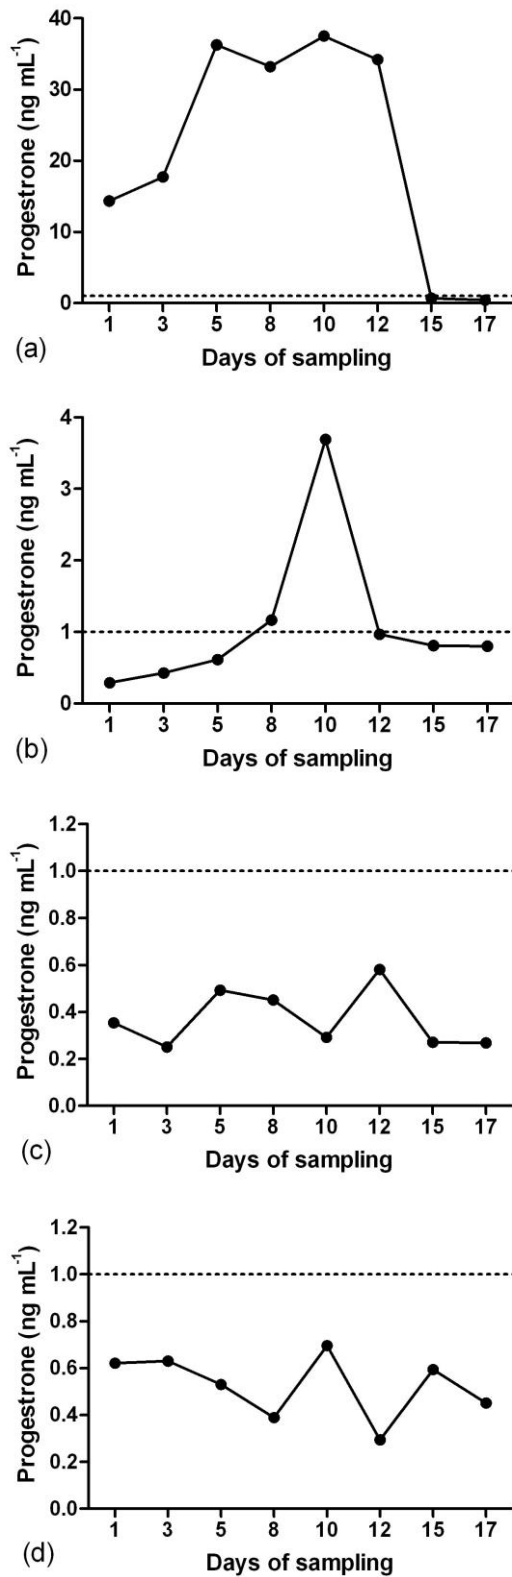 40
30
20
10
0
Progestrone (ng mL-1)
1 3 5 8 10 12 15 17
Days of sampling
(a)
4
3
2
1
0
Progestrone (ng mL-1)
1 3 5 8 10 12 15 17
Days of sampling
(b)
1.2
1.0
0.8
0.6
0.4
0.2
0.0
Progestrone (ng mL-1)
1 3 5 8 10 12 15 17
Days of sampling
(c)
1.2
1.0
0.8
0.6
0.4
0.2
0.0
Progestrone (ng mL-1)
1 3 5 8 10 12 15 17
Days of sampling
(d)